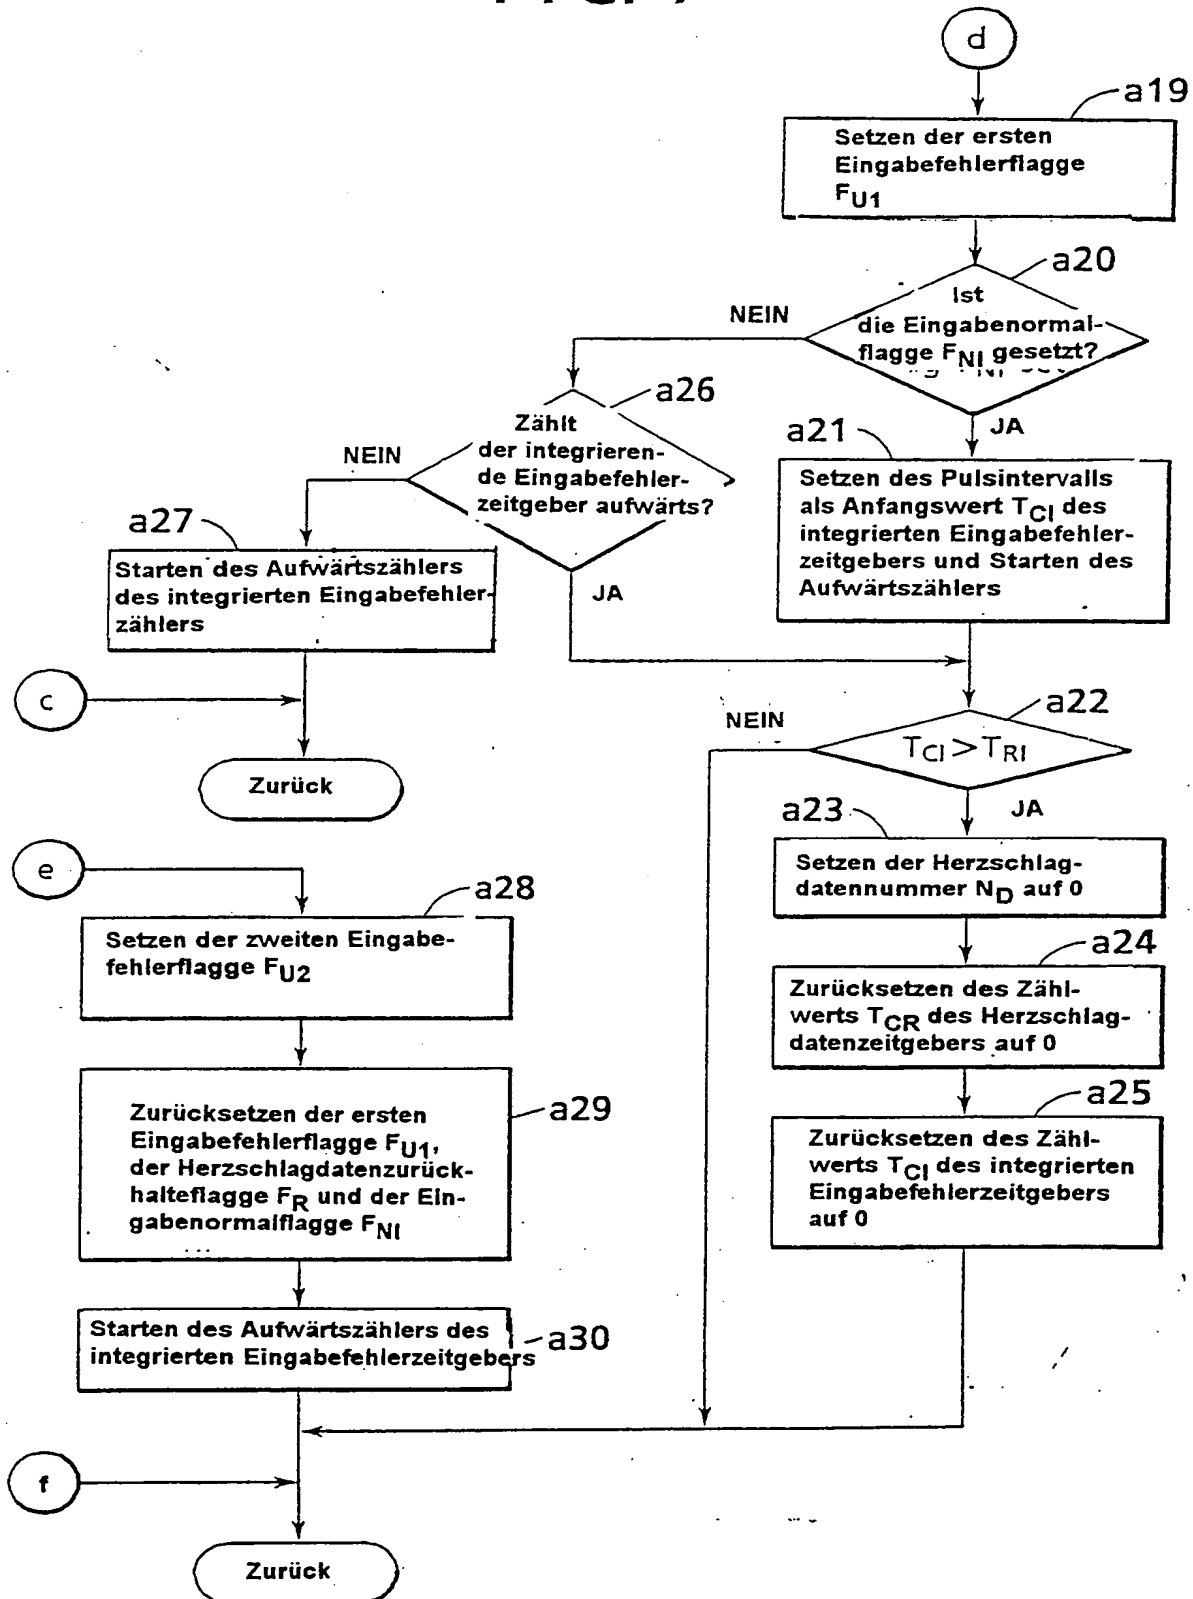 d
a19
Setzen der ersten
Eingabefehlerflagge
FU1
a20
Ist
die Eingabenormal-
flagge FNI gesetzt?
NEIN
JA
a26
Zählt
der integrieren-
de Eingabefehler-
zeitgeber aufwärts?
NEIN
JA
a21
Setzen des Pulsintervalls
als Anfangswert TCI des
integrierten Eingabefehler-
zeitgebers und Starten des
Aufwärtszählers
a27
Starten des Aufwärtszählers
des integrierten Eingabefehler-
zählers
c
Zurück
a22
TCI > TRI
NEIN
JA
a23
Setzen der Herzschlag-
datennummer ND auf 0
a24
Zurücksetzen des Zähl-
werts TCR des Herzschlag-
datenzeitgebers auf 0
a25
Zurücksetzen des Zähl-
werts TCI des integrierten
Eingabefehlerzeitgebers
auf 0
e
a28
Setzen der zweiten Eingabe-
fehlerflagge FU2
a29
Zurücksetzen der ersten
Eingabefehlerflagge FU1,
der Herzschlagdatenzurück-
halteflagge FR und der Ein-
gabenormalflagge FNI
a30
Starten des Aufwärtszählers des
integrierten Eingabefehlerzeitgebers
f
Zurück